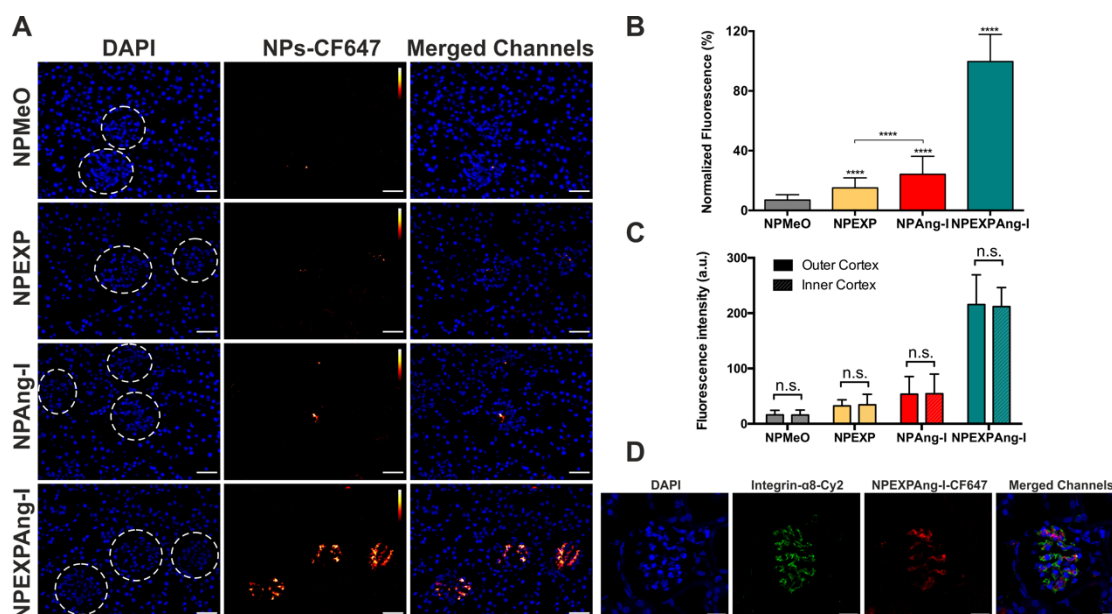 A
DAPI
NPs-CF647
Merged Channels
NPMeO
NPEXP
NPAng-I
NPEXPAng-I
B
Normalized Fluorescence (%)
120
80
40
0
****
****
****
****
NPMeO
NPEXP
NPAng-I
NPEXPAng-I
C
Fluorescence intensity (a.u.)
300
200
100
0
Outer Cortex
Inner Cortex
n.s.
n.s.
n.s.
n.s.
NPMeO
NPEXP
NPAng-I
NPEXPAng-I
D
DAPI
Integrin-α8-Cy2
NPEXPAng-I-CF647
Merged Channels